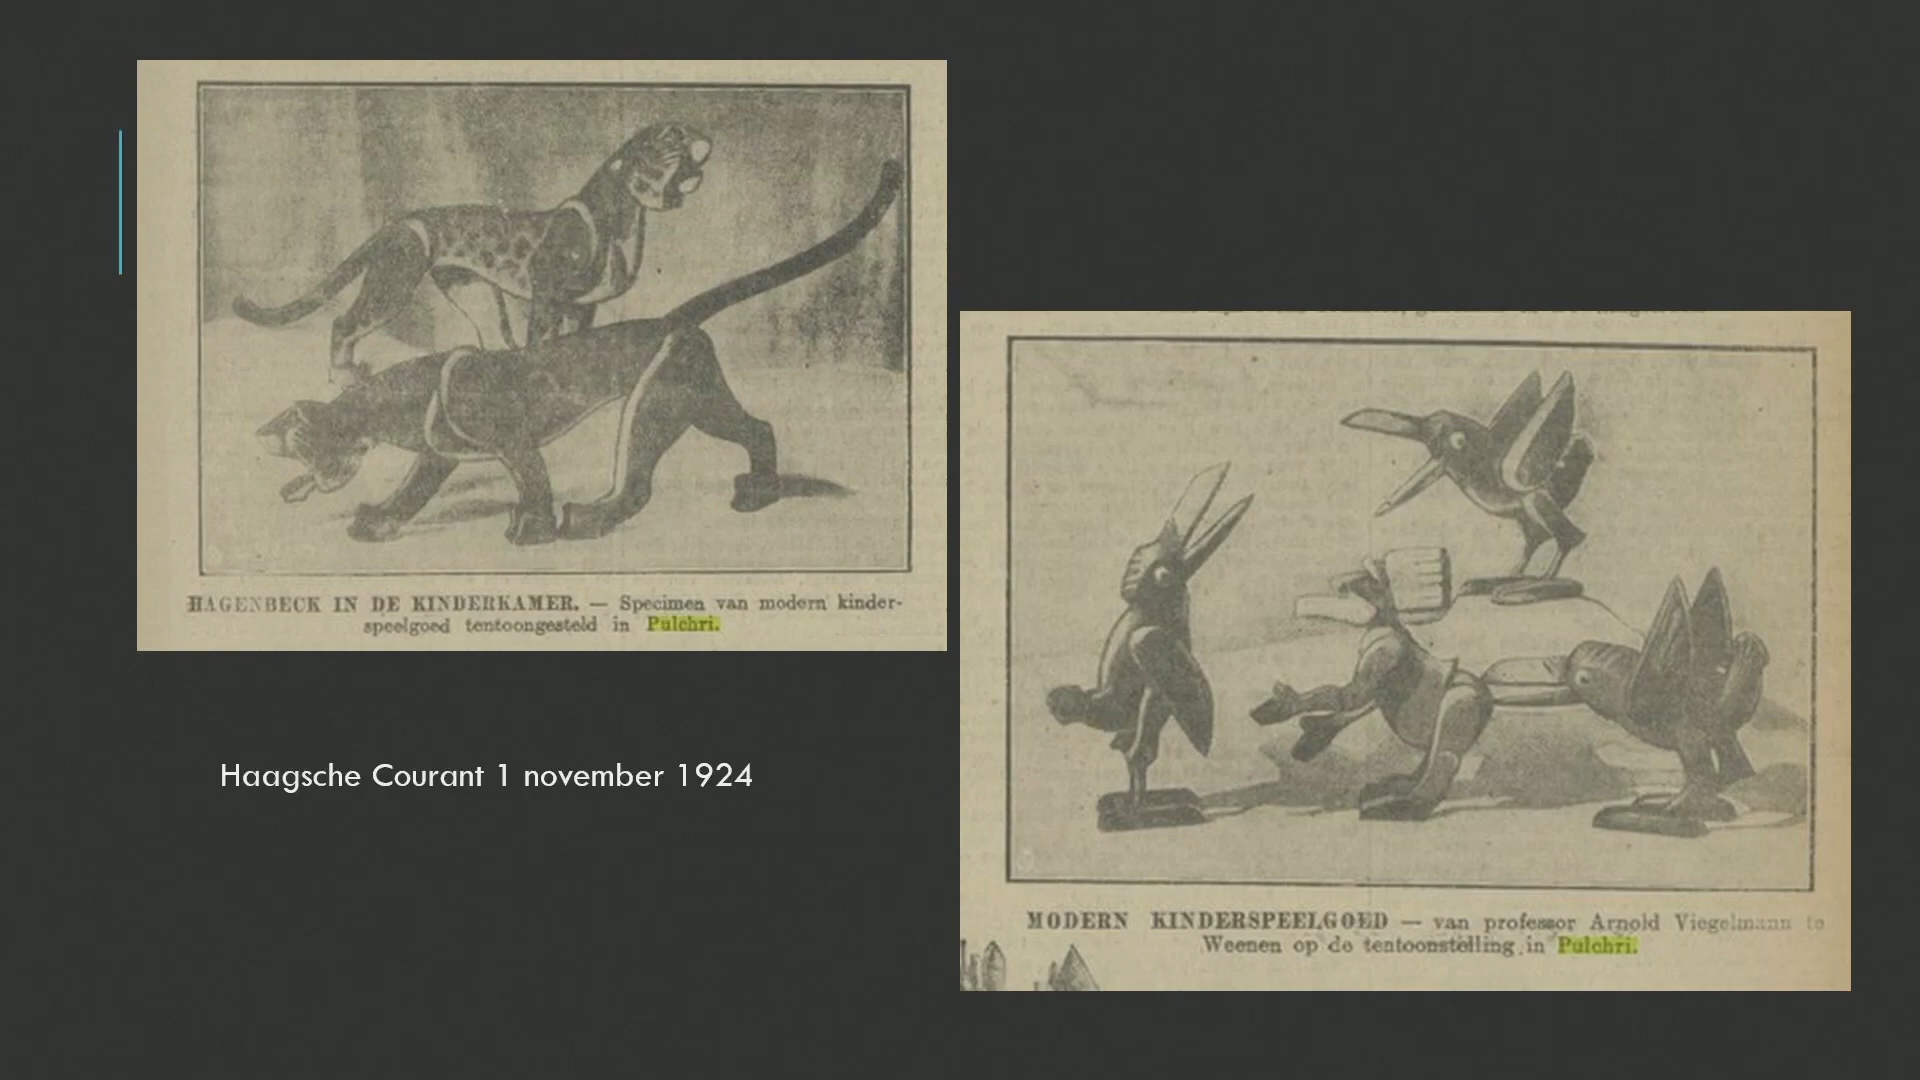 HAGENBECK IN DE KINDERKAMER. — Specimen van modern kinder-
speelgoed tentoongesteld in Pulchri.
Haagsche Courant 1 november 1924
MODERN KINDERSPEELGOED — van professor Arnold Viegelmann te
Weenen op de tentoonstelling in Pulchri.